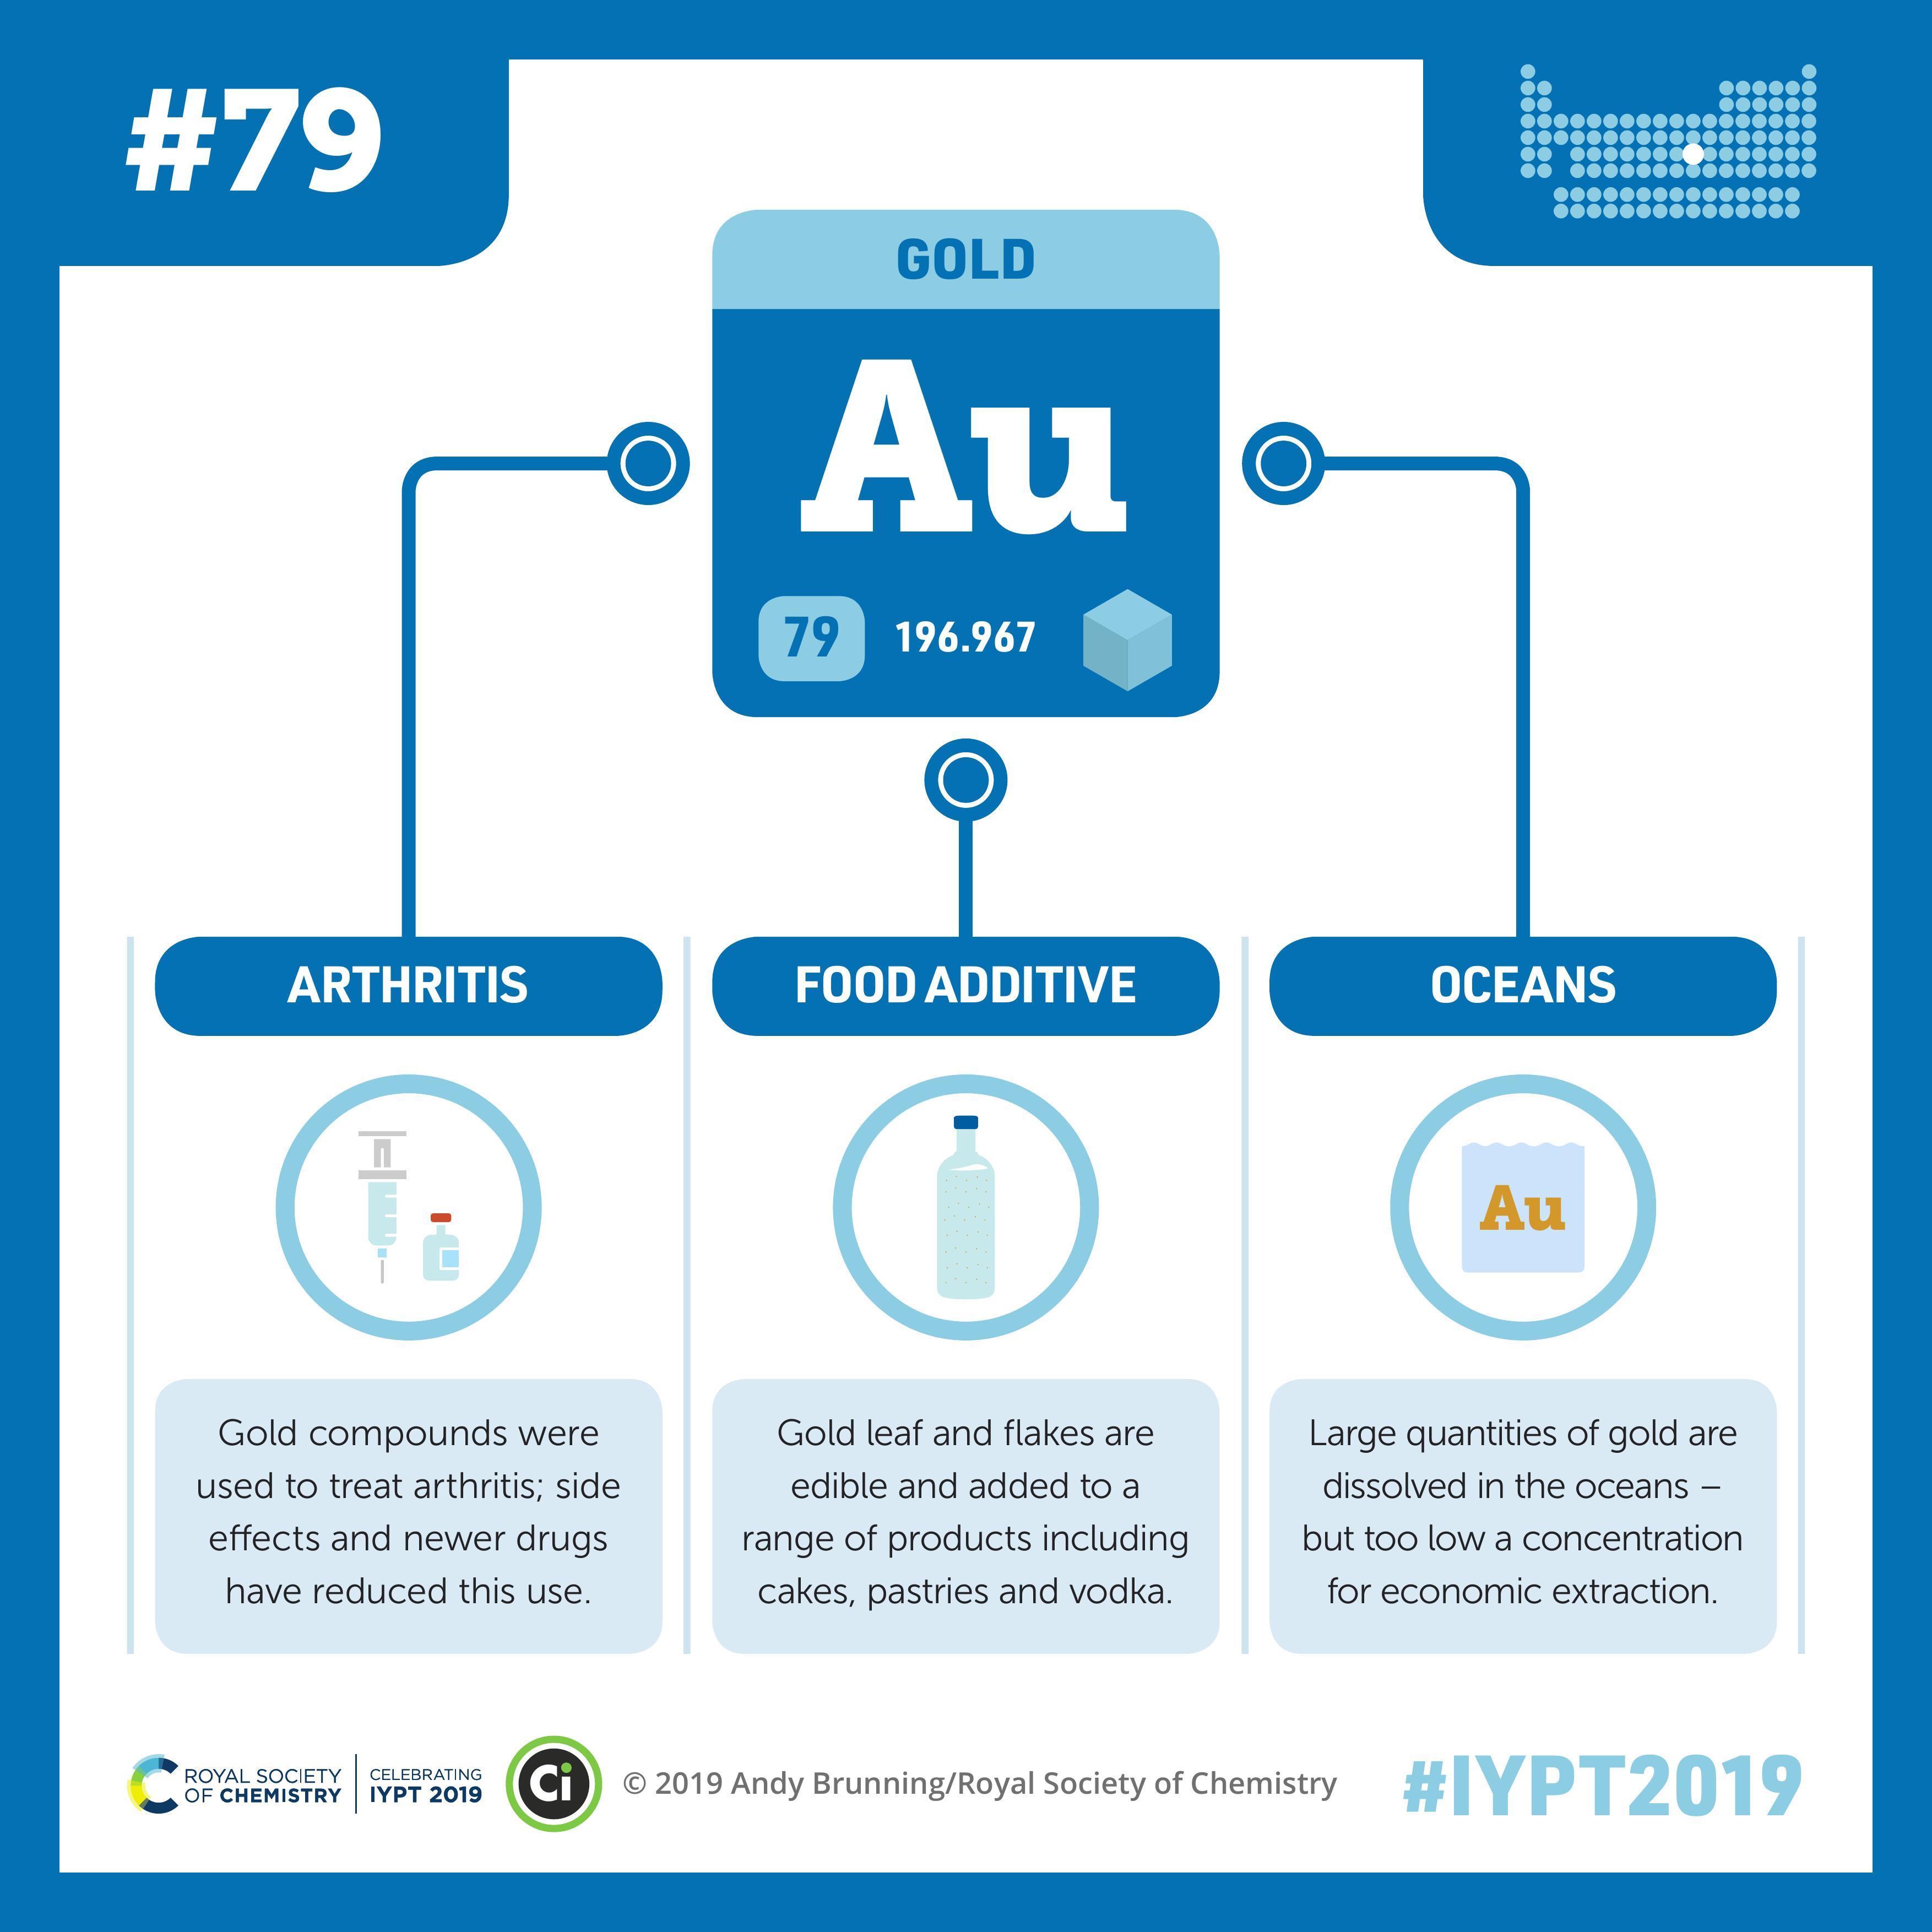 #79
GOLD
Au
79
196.967
ARTHRITIS
FOOD ADDITIVE
OCEANS
Au
Gold compounds were
used to treat arthritis; side
effects and newer drugs
have reduced this use.
Gold leaf and flakes are
edible and added to a
range of products including
cakes, pastries and vodka.
Large quantities of gold are
dissolved in the oceans –
but too low a concentration
for economic extraction.
ROYAL SOCIETY
OF CHEMISTRY
CELEBRATING
IYPT 2019
Ci
© 2019 Andy Brunning/Royal Society of Chemistry
#IYPT2019